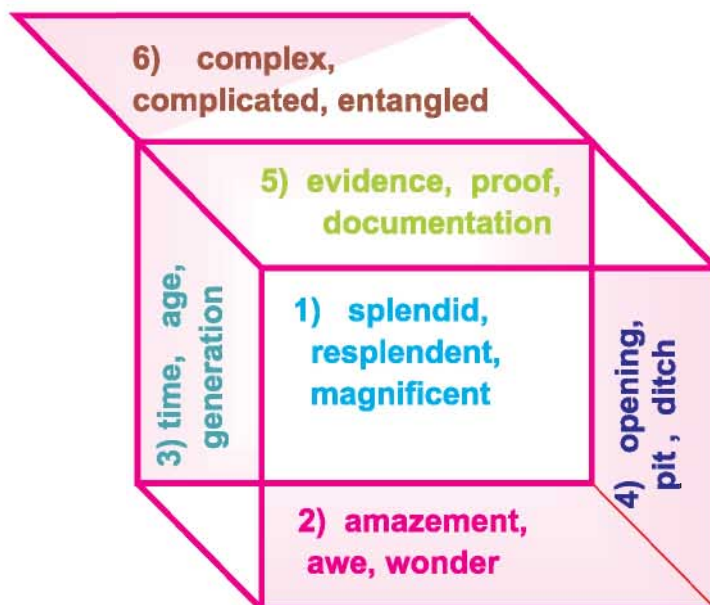 6) complex,
complicated, entangled
5) evidence, proof,
documentation
3) time, age,
generation
1) splendid,
resplendent,
magnificent
4) opening,
pit , ditch
2) amazement,
awe, wonder